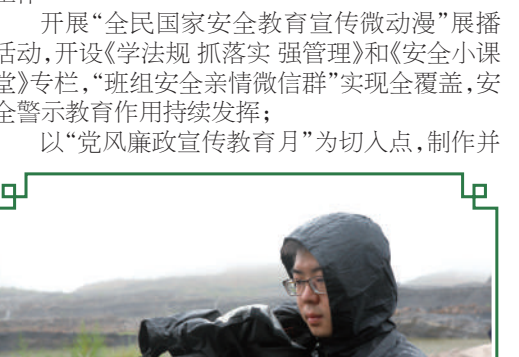 开展“全民国家安全教育宣传微动漫”展播
活动,开设《学法规 抓落实 强管理》和《安全小课
堂》专栏,“班组安全亲情微信群”实现全覆盖,安
全警示教育作用持续发挥;
以“党风廉政宣传教育月”为切入点,制作并